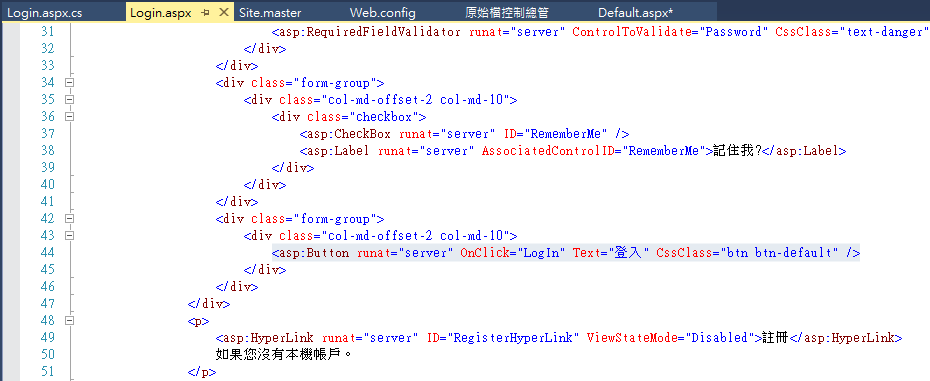 Login.aspx.cs Login.aspx Site.master Web.config 原始檔控制總管 Default.aspx*
31 <asp:RequiredFieldValidator runat="server" ControlToValidate="Password" CssClass="text-danger"
32 </div>
33 </div>
34 <div class="form-group">
35 <div class="col-md-offset-2 col-md-10">
36 <div class="checkbox">
37 <asp:CheckBox runat="server" ID="RememberMe" />
38 <asp:Label runat="server" AssociatedControlID="RememberMe">記住我?</asp:Label>
39 </div>
40 </div>
41 </div>
42 <div class="form-group">
43 <div class="col-md-offset-2 col-md-10">
44 <asp:Button runat="server" OnClick="LogIn" Text="登入" CssClass="btn btn-default" />
45 </div>
46 </div>
47 </div>
48 <p>
49 <asp:HyperLink runat="server" ID="RegisterHyperLink" ViewStateMode="Disabled">註冊</asp:HyperLink>
50 如果您沒有本機帳戶。
51 </p>